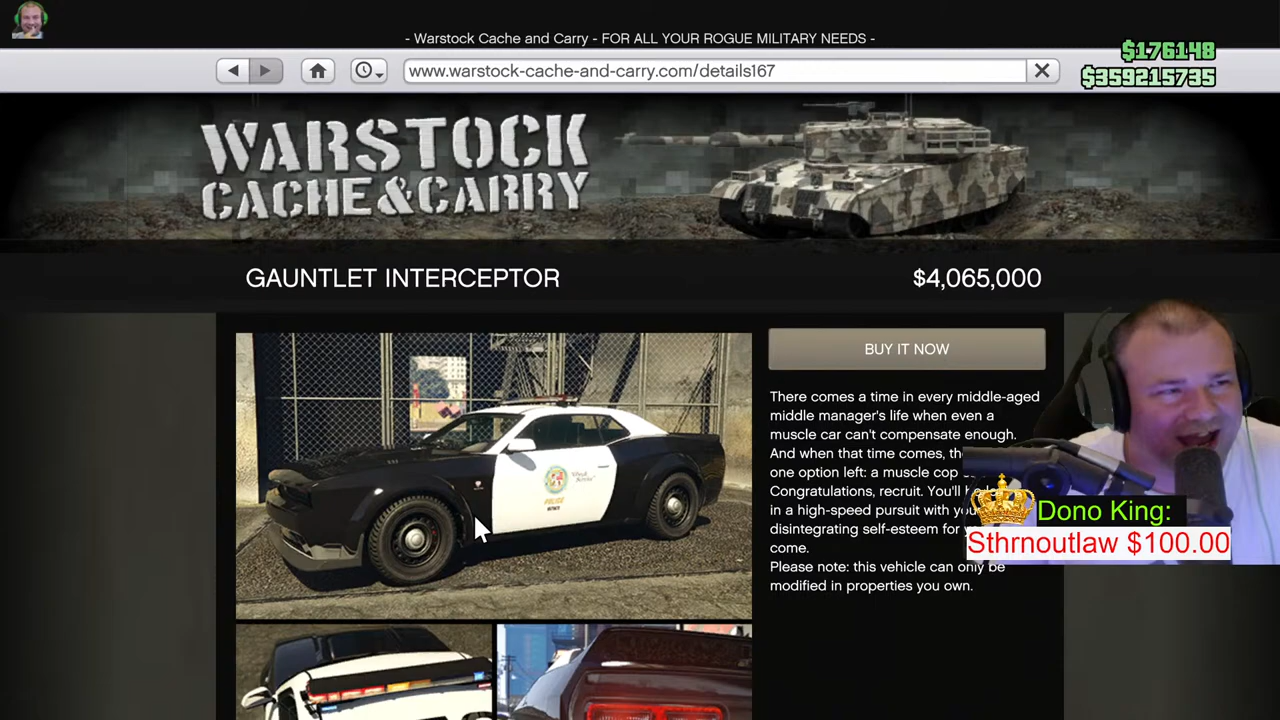 - Warstock Cache and Carry - FOR ALL YOUR ROGUE MILITARY NEEDS -
$176148
$359215735
www.warstock-cache-and-carry.com/details167
WARSTOCK
CACHE&CARRY
GAUNTLET INTERCEPTOR
$4,065,000
BUY IT NOW
There comes a time in every middle-aged
middle manager's life when even a
muscle car can't compensate enough.
And when that time comes,
one option left: a muscle cop
Congratulations, recruit. You'll
in a high-speed pursuit with
disintegrating self-esteem for
come.
Please note: this vehicle can only be
modified in properties you own.
POLICE
Dono King:
Sthrnoutlaw $100.00